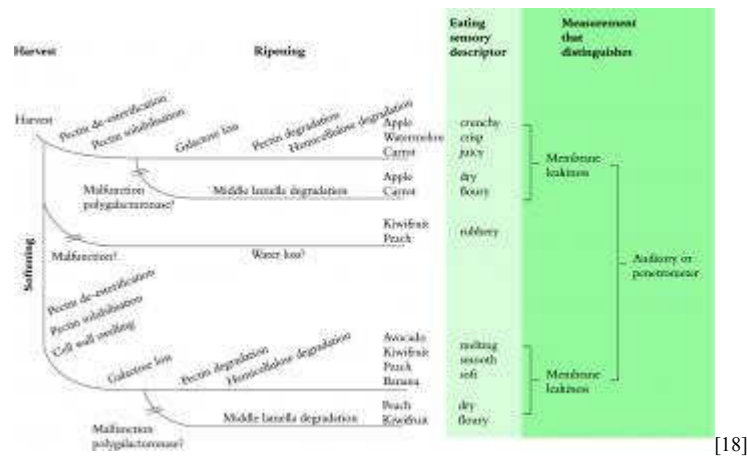 Harvest
Ripening
Eating
sensory
descriptor
Measurement
that
distinguishes
Harvest
Pectin de-esterification
Pectin solubilisation
Galactose loss
Pectin degradation
Hemicellulose degradation
Apple
Watermelon
Carrot
crunchy
crisp
juicy
Malfunction
polygalacturonase?
Middle lamella degradation
Apple
Carrot
dry
floury
Membrane
leakiness
Malfunction?
Water loss?
Kiwifruit
Peach
rubbery
Auditory or
penetrometer
Softening
Pectin de-esterification
Pectin solubilisation
Cell wall swelling
Galactose loss
Pectin degradation
Hemicellulose degradation
Avocado
Kiwifruit
Peach
Banana
melting
smooth
soft
Membrane
leakiness
Malfunction
polygalacturonase?
Middle lamella degradation
Peach
Kiwifruit
dry
floury
[18]